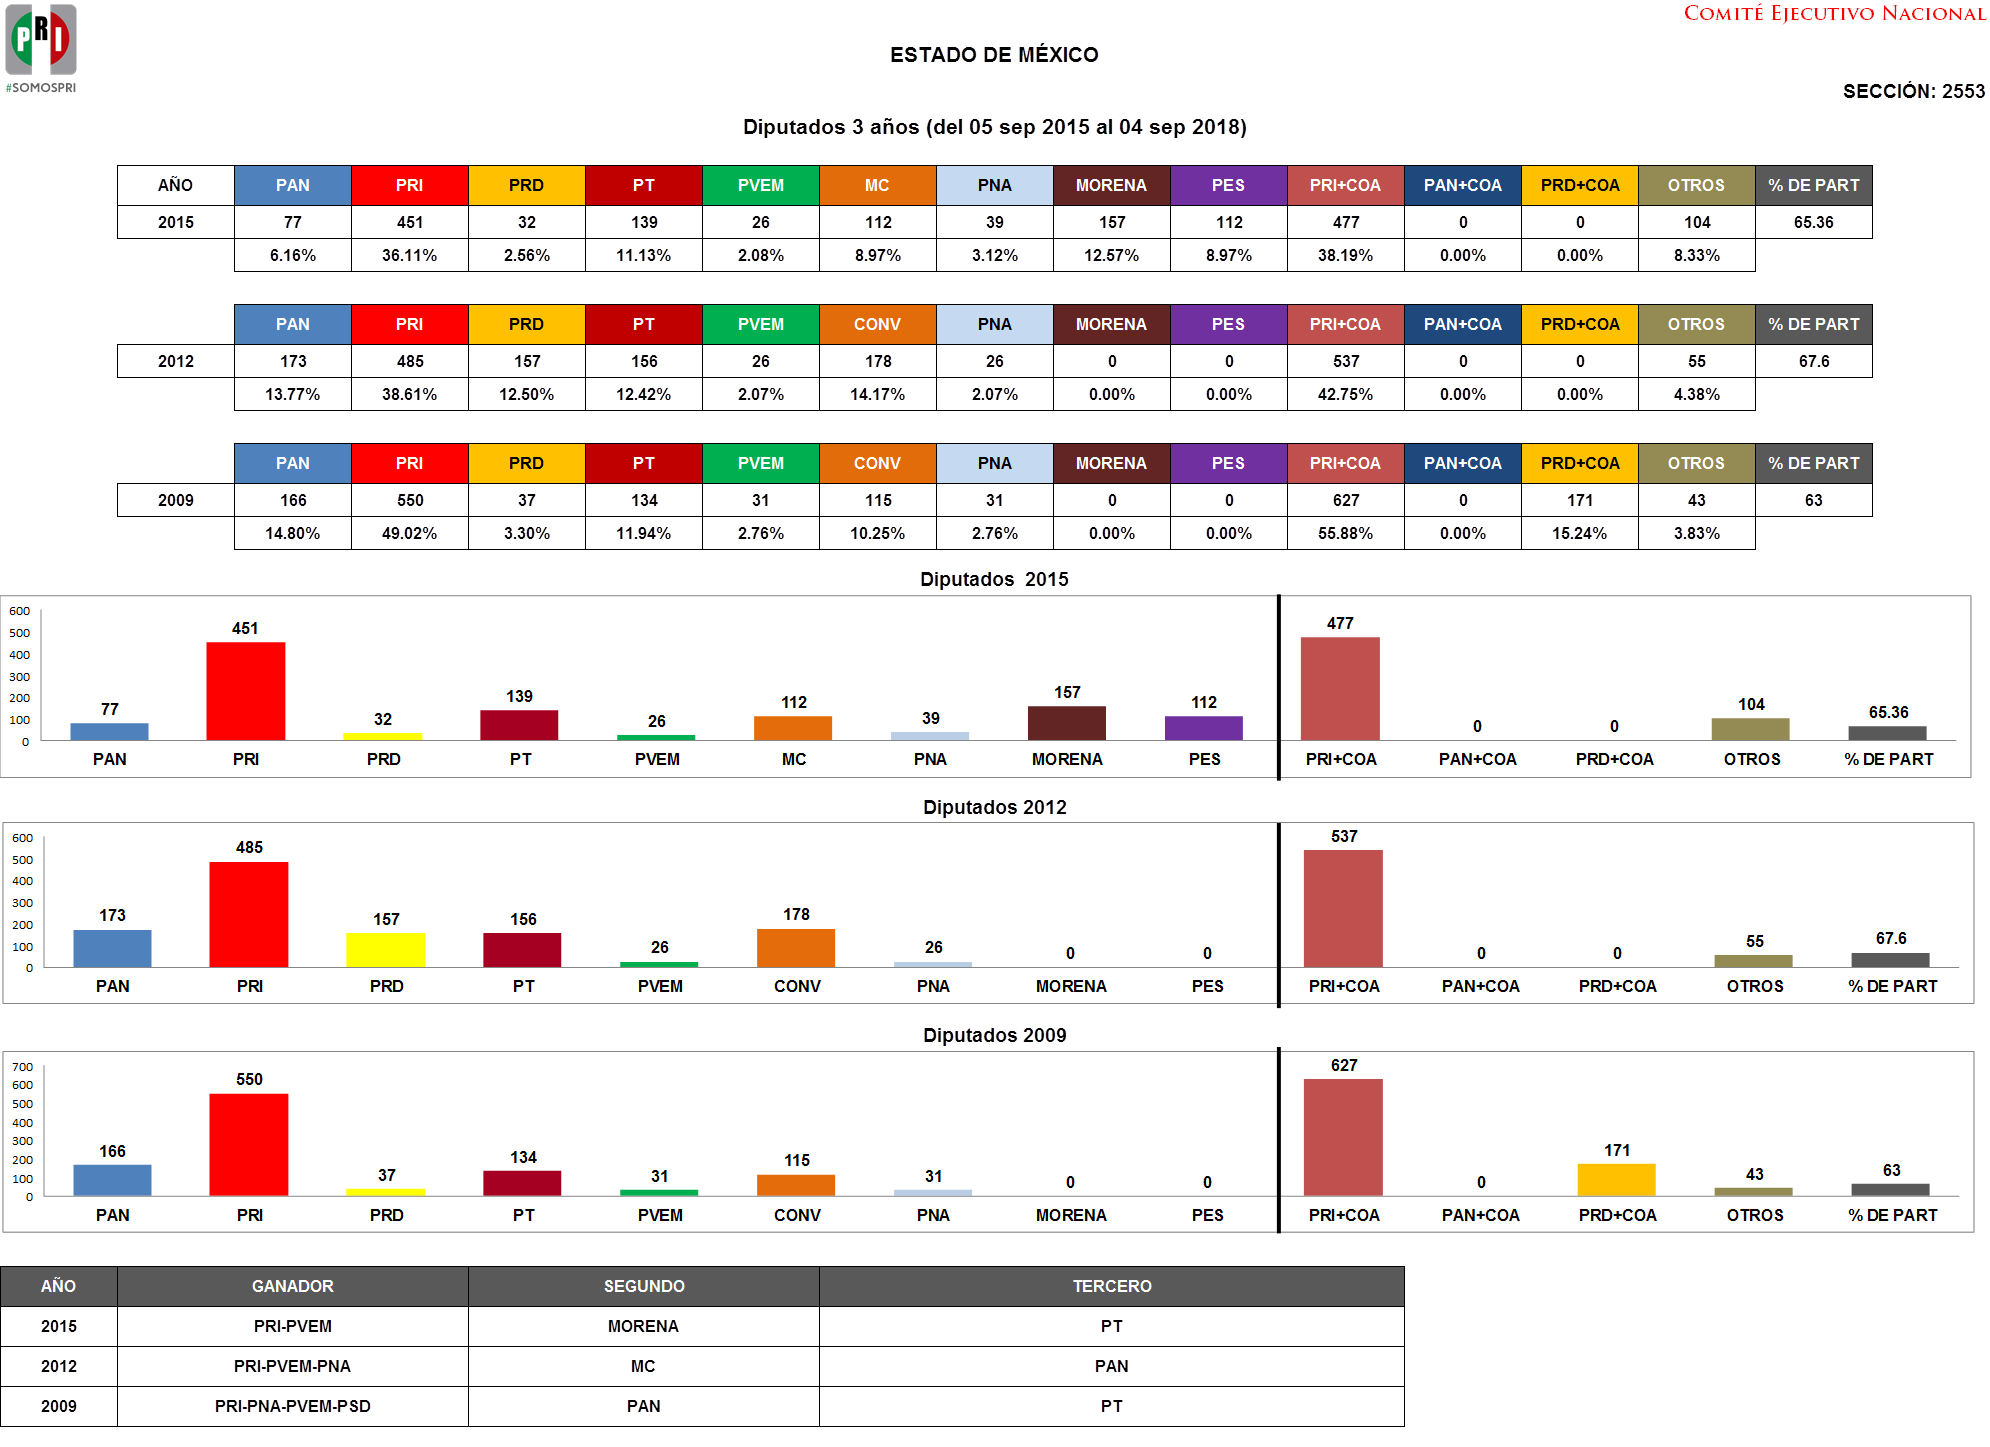 PRI
#SOMOSPRI
COMITÉ EJECUTIVO NACIONAL
ESTADO DE MÉXICO
SECCIÓN: 2553
Diputados 3 años (del 05 sep 2015 al 04 sep 2018)
AÑO PAN PRI PRD PT PVEM MC PNA MORENA PES PRI+COA PAN+COA PRD+COA OTROS % DE PART
2015 77 451 32 139 26 112 39 157 112 477 0 0 104 65.36
6.16% 36.11% 2.56% 11.13% 2.08% 8.97% 3.12% 12.57% 8.97% 38.19% 0.00% 0.00% 8.33%
PAN PRI PRD PT PVEM CONV PNA MORENA PES PRI+COA PAN+COA PRD+COA OTROS % DE PART
2012 173 485 157 156 26 178 26 0 0 537 0 0 55 67.6
13.77% 38.61% 12.50% 12.42% 2.07% 14.17% 2.07% 0.00% 0.00% 42.75% 0.00% 0.00% 4.38%
PAN PRI PRD PT PVEM CONV PNA MORENA PES PRI+COA PAN+COA PRD+COA OTROS % DE PART
2009 166 550 37 134 31 115 31 0 0 627 0 171 43 63
14.80% 49.02% 3.30% 11.94% 2.76% 10.25% 2.76% 0.00% 0.00% 55.88% 0.00% 15.24% 3.83%
Diputados 2015
600
500
400
300
200
100
0
77 451 32 139 26 112 39 157 112 477 0 0 104 65.36
PAN PRI PRD PT PVEM MC PNA MORENA PES PRI+COA PAN+COA PRD+COA OTROS % DE PART
Diputados 2012
600
500
400
300
200
100
0
173 485 157 156 26 178 26 0 0 537 0 0 55 67.6
PAN PRI PRD PT PVEM CONV PNA MORENA PES PRI+COA PAN+COA PRD+COA OTROS % DE PART
Diputados 2009
700
600
500
400
300
200
100
0
166 550 37 134 31 115 31 0 0 627 0 171 43 63
PAN PRI PRD PT PVEM CONV PNA MORENA PES PRI+COA PAN+COA PRD+COA OTROS % DE PART
AÑO GANADOR SEGUNDO TERCERO
2015 PRI-PVEM MORENA PT
2012 PRI-PVEM-PNA MC PAN
2009 PRI-PNA-PVEM-PSD PAN PT